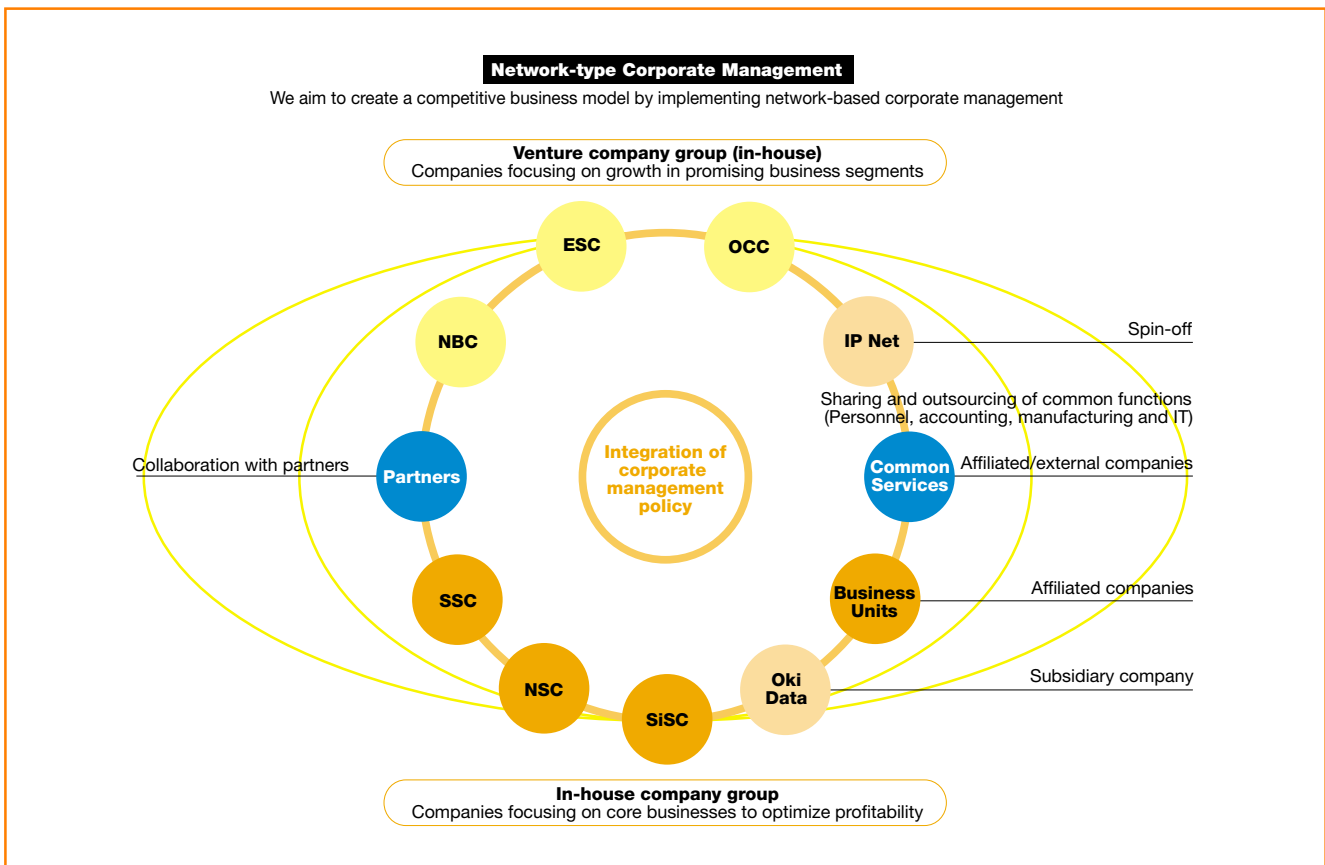 Network-type Corporate Management
We aim to create a competitive business model by implementing network-based corporate management
Venture company group (in-house)
Companies focusing on growth in promising business segments
ESC
OCC
NBC
IP Net
Spin-off
Sharing and outsourcing of common functions
(Personnel, accounting, manufacturing and IT)
Collaboration with partners
Partners
Integration of
corporate
management
policy
Common
Services
Affiliated/external companies
SSC
Business
Units
Affiliated companies
NSC
SiSC
Oki
Data
Subsidiary company
In-house company group
Companies focusing on core businesses to optimize profitability